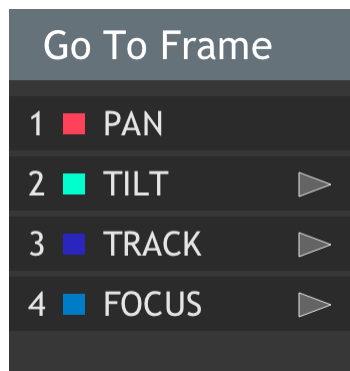 Go To Frame
1 PAN
2 TILT
3 TRACK
4 FOCUS